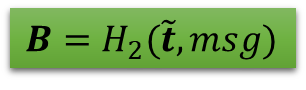 B = H₂(t̃, msg)